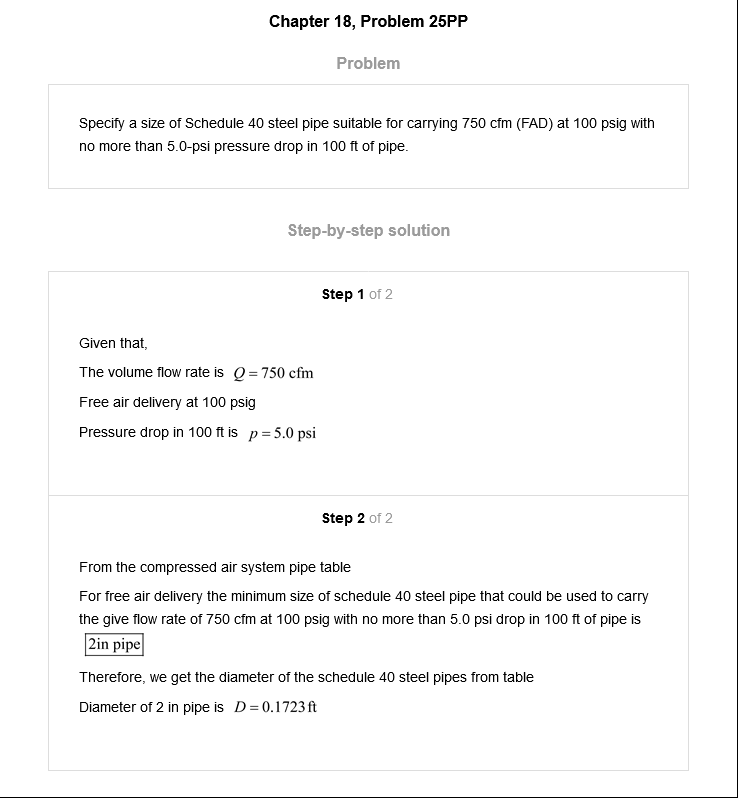 Chapter 18, Problem 25PP
Problem
Specify a size of Schedule 40 steel pipe suitable for carrying 750 cfm (FAD) at 100 psig with
no more than 5.0-psi pressure drop in 100 ft of pipe.
Step-by-step solution
Step 1 of 2
Given that,
The volume flow rate is Q = 750 cfm
Free air delivery at 100 psig
Pressure drop in 100 ft is p = 5.0 psi
Step 2 of 2
From the compressed air system pipe table
For free air delivery the minimum size of schedule 40 steel pipe that could be used to carry
the give flow rate of 750 cfm at 100 psig with no more than 5.0 psi drop in 100 ft of pipe is
2in pipe
Therefore, we get the diameter of the schedule 40 steel pipes from table
Diameter of 2 in pipe is D = 0.1723 ft